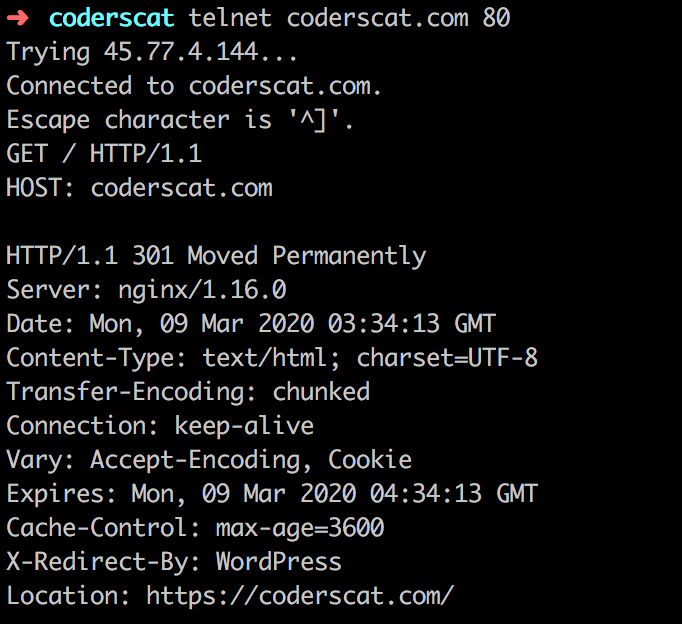 ➜ coderscat telnet coderscat.com 80
Trying 45.77.4.144...
Connected to coderscat.com.
Escape character is '^]'.
GET / HTTP/1.1
HOST: coderscat.com

HTTP/1.1 301 Moved Permanently
Server: nginx/1.16.0
Date: Mon, 09 Mar 2020 03:34:13 GMT
Content-Type: text/html; charset=UTF-8
Transfer-Encoding: chunked
Connection: keep-alive
Vary: Accept-Encoding, Cookie
Expires: Mon, 09 Mar 2020 04:34:13 GMT
Cache-Control: max-age=3600
X-Redirect-By: WordPress
Location: https://coderscat.com/